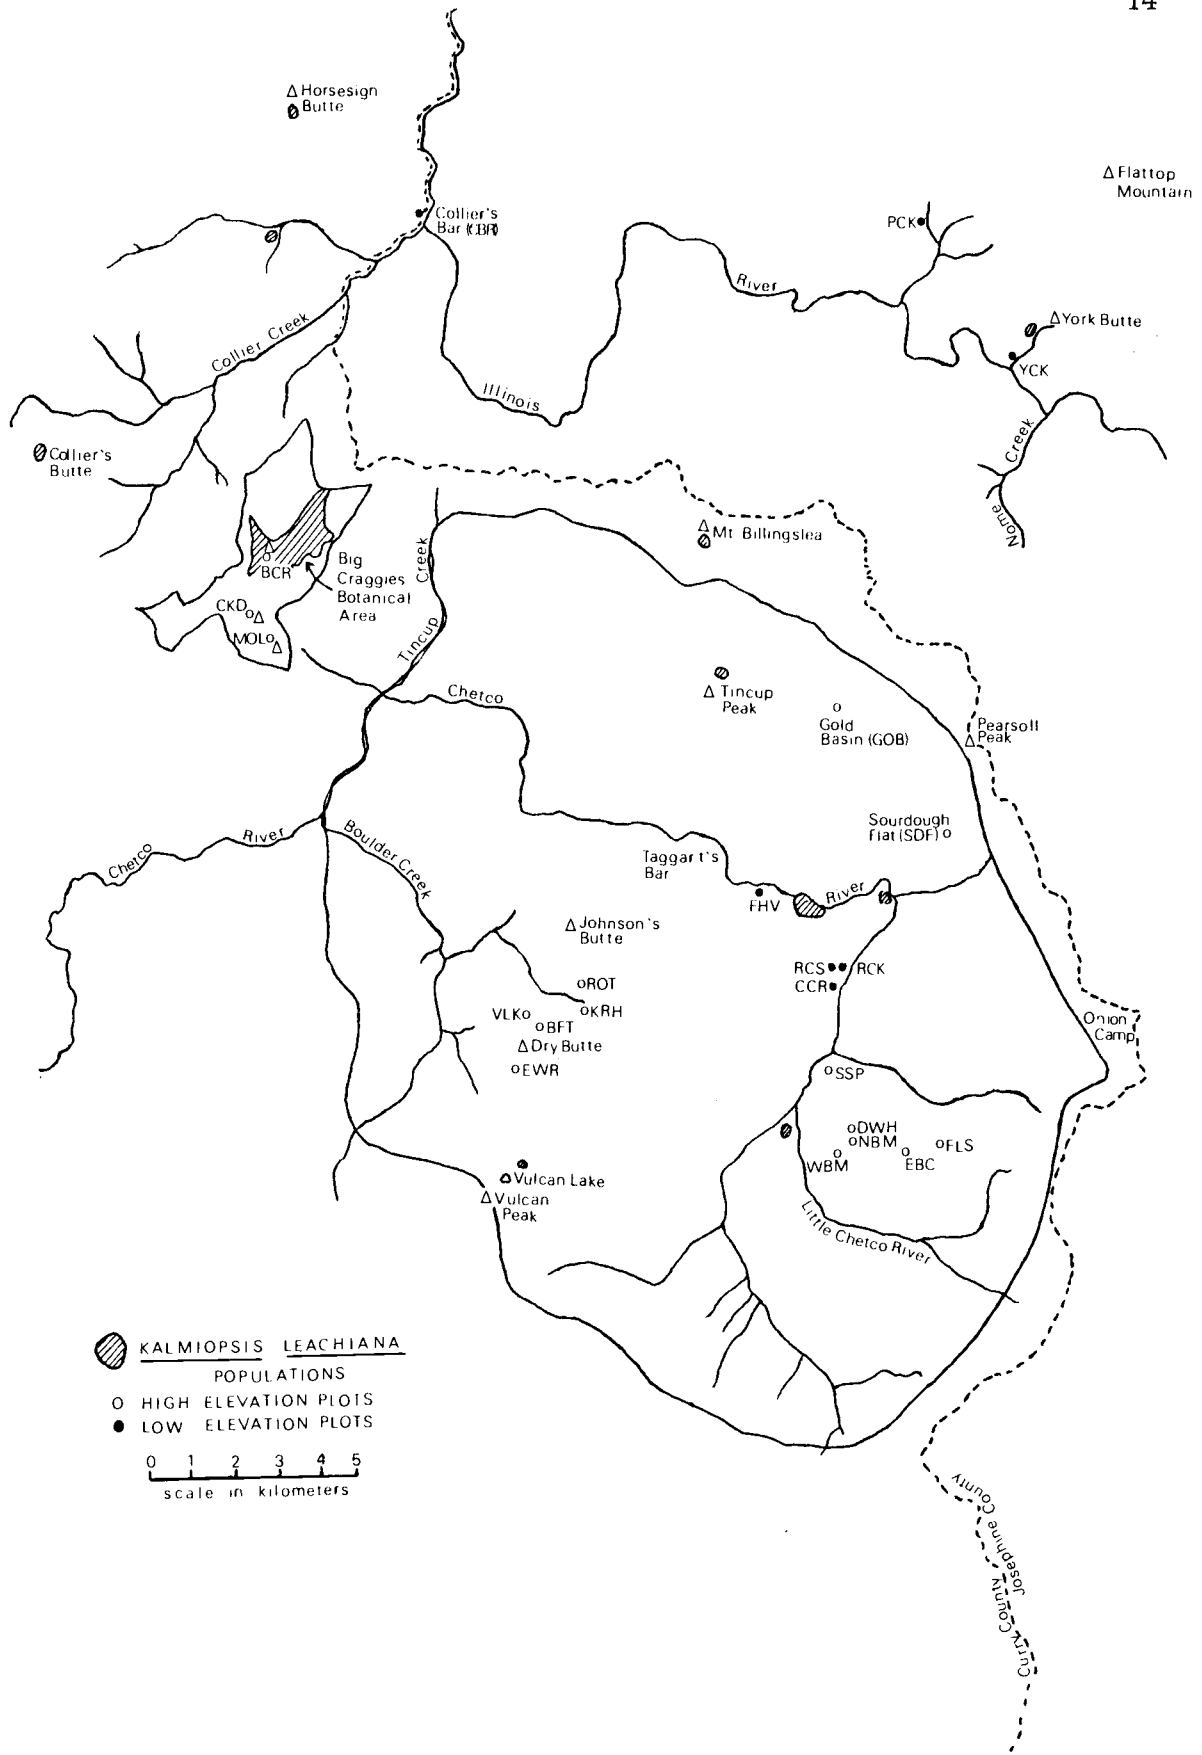 14
Δ Horsesign
Butte
Δ Flattop
Mountain
Collier's
Bar (CBR)
PCK
River
Δ York Butte
YCK
Collier Creek
Illinois
Collier's
Butte
Nome Creek
Δ
Mt Billingslea
BCR
Big
Craggies
Botanical
Area
CKD
MOL
Tincup Creek
Chetco
Δ Tincup
Peak
Gold
Basin (GOB)
Pearsoll
Peak
Sourdough
Flat (SDF)
Chetco River
Boulder Creek
Taggart's
Bar
FHV
River
Δ Johnson's
Butte
RCS
RCK
CCR
ROT
KRH
VLK
BFT
Δ Dry Butte
EWR
Onion
Camp
SSP
DWH
NBM
FLS
WBM
EBC
Vulcan Lake
Δ Vulcan
Peak
Little Chetco River
KALMIOPSIS LEACHIANA
POPULATIONS
O HIGH ELEVATION PLOTS
● LOW ELEVATION PLOTS
0 1 2 3 4 5
scale in kilometers
Josephine County
Curry County